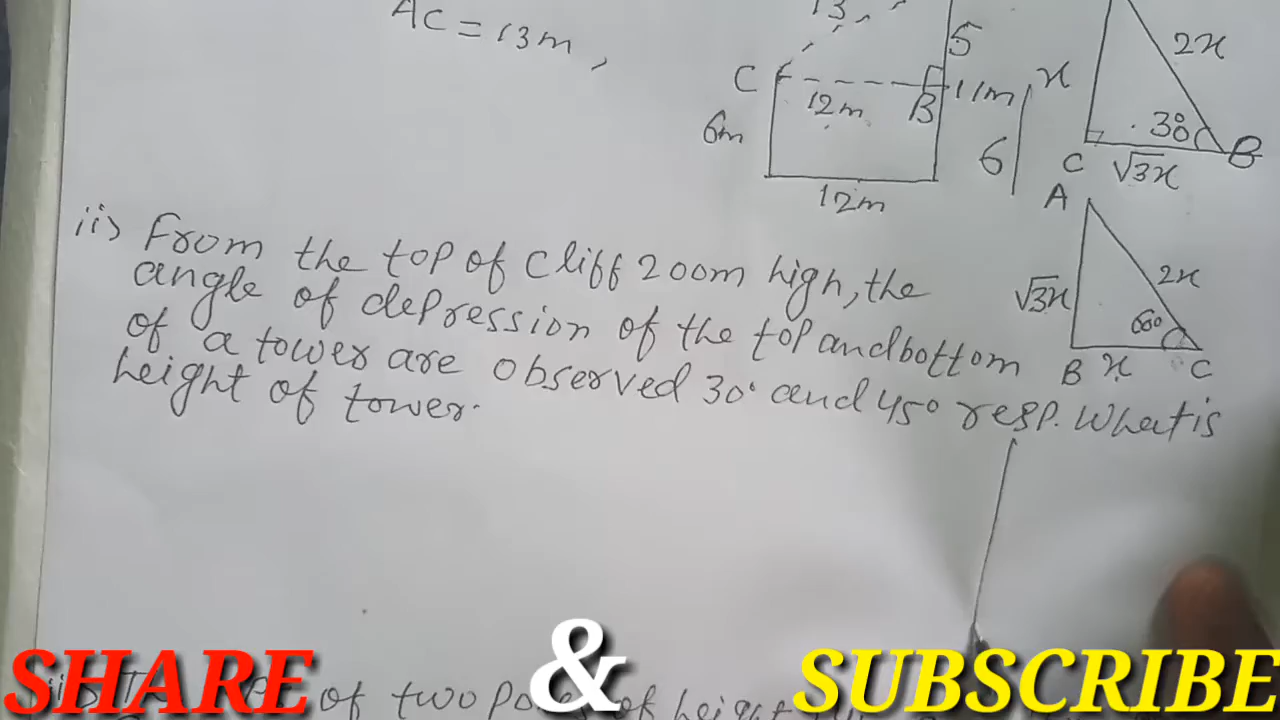 AC = 13m,
13
5
2x
C
12m
B
11m
x
30°
6m
6
C
√3x
B
12m
A
ii) From the top of cliff 200m high, the
angle of depression of the top and bottom
of a tower are observed 30° and 45° resp. What is
height of tower.
√3x
2x
60°
B
x
C
SHARE & SUBSCRIBE
of two poles of height